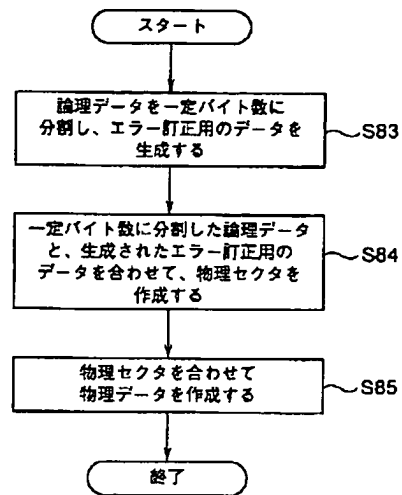 スタート
論理データを一定バイト数に
分割し、エラー訂正用のデータを
生成する
S83
一定バイト数に分割した論理データ
と、生成されたエラー訂正用の
データを合わせて、物理セクタを
作成する
S84
物理セクタを合わせて
物理データを作成する
S85
終了